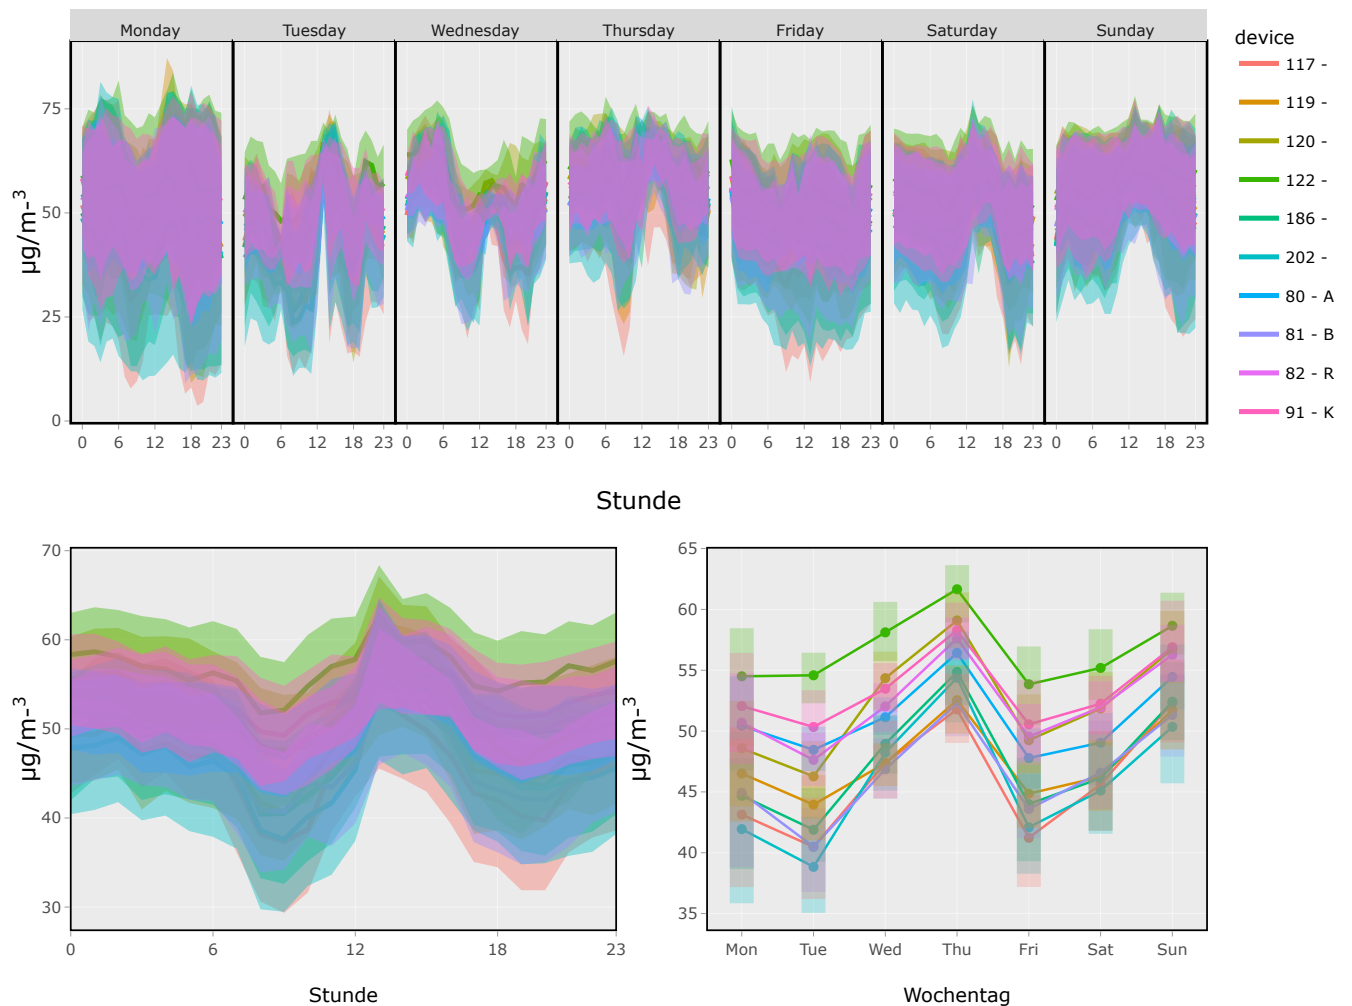 Monday Tuesday Wednesday Thursday Friday Saturday Sunday
device
117 -
119 -
120 -
122 -
186 -
202 -
80 - A
81 - B
82 - R
91 - K
75
50
25
0
µg/m-³
0 6 12 18 23 0 6 12 18 23 0 6 12 18 23 0 6 12 18 23 0 6 12 18 23 0 6 12 18 23 0 6 12 18 23
Stunde
70
60
50
40
30
µg/m-³
0 6 12 18 23
Stunde
65
60
55
50
45
40
35
µg/m-³
Mon Tue Wed Thu Fri Sat Sun
Wochentag